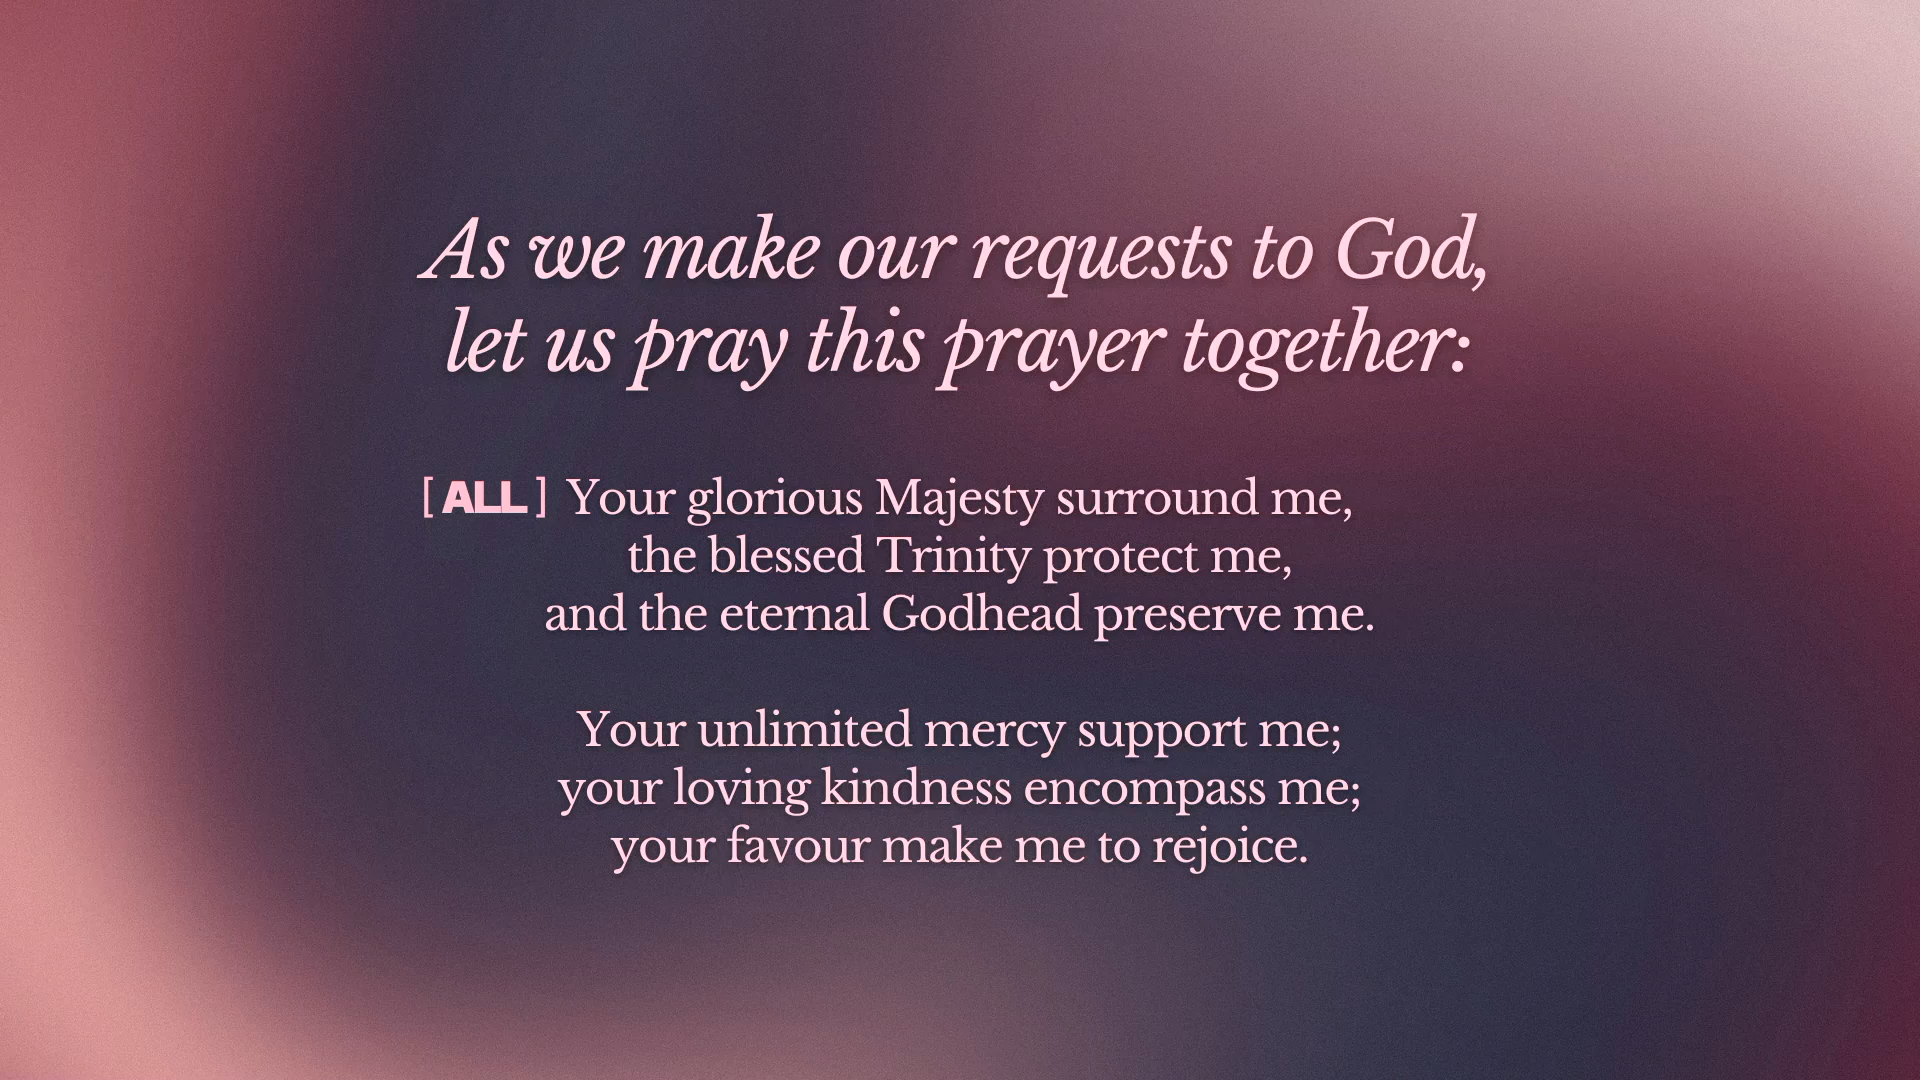 As we make our requests to God,
let us pray this prayer together:
[ALL] Your glorious Majesty surround me,
the blessed Trinity protect me,
and the eternal Godhead preserve me.
Your unlimited mercy support me;
your loving kindness encompass me;
your favour make me to rejoice.